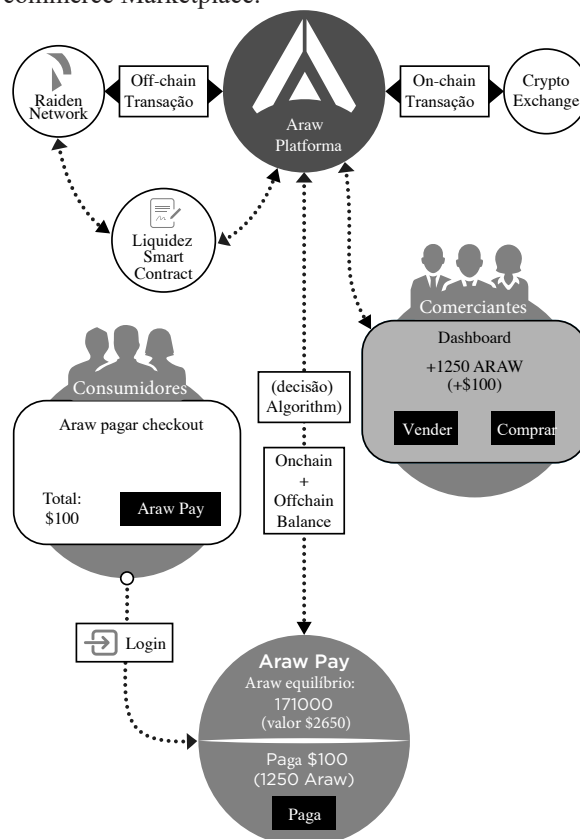 commerce Marketplace.
Raiden
Network
Off-chain
Transação
Araw
Platforma
On-chain
Transação
Crypto
Exchange
Liquidez
Smart
Contract
Comerciantes
Dashboard
+1250 ARAW
(+$100)
Vender
Comprar
Consumidores
Araw pagar checkout
Total:
$100
Araw Pay
(decisão)
Algorithm)
Onchain
+
Offchain
Balance
Login
Araw Pay
Araw equilíbrio:
171000
(valor $2650)
Paga $100
(1250 Araw)
Paga